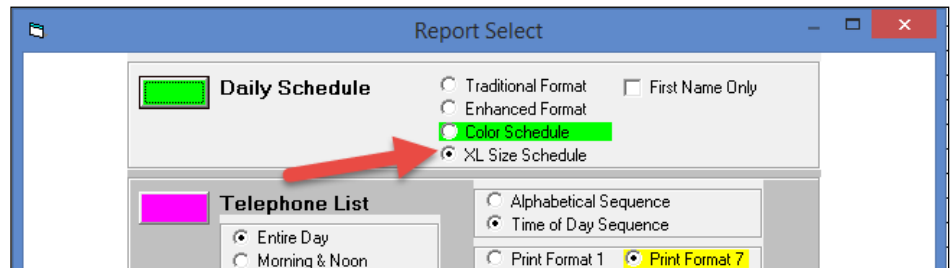 Report Select
Daily Schedule
Traditional Format
First Name Only
Enhanced Format
Color Schedule
XL Size Schedule
Telephone List
Alphabetical Sequence
Time of Day Sequence
Entire Day
Morning & Noon
Print Format 1
Print Format 7